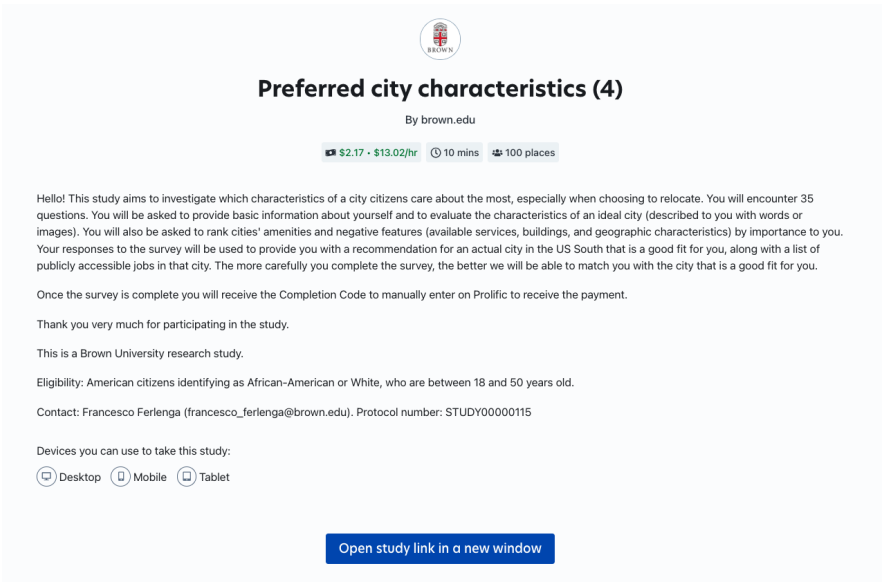 BROWN
Preferred city characteristics (4)
By brown.edu
$2.17 • $13.02/hr 10 mins 100 places
Hello! This study aims to investigate which characteristics of a city citizens care about the most, especially when choosing to relocate. You will encounter 35
questions. You will be asked to provide basic information about yourself and to evaluate the characteristics of an ideal city (described to you with words or
images). You will also be asked to rank cities' amenities and negative features (available services, buildings, and geographic characteristics) by importance to you.
Your responses to the survey will be used to provide you with a recommendation for an actual city in the US South that is a good fit for you, along with a list of
publicly accessible jobs in that city. The more carefully you complete the survey, the better we will be able to match you with the city that is a good fit for you.
Once the survey is complete you will receive the Completion Code to manually enter on Prolific to receive the payment.
Thank you very much for participating in the study.
This is a Brown University research study.
Eligibility: American citizens identifying as African-American or White, who are between 18 and 50 years old.
Contact: Francesco Ferlenga (francesco_ferlenga@brown.edu). Protocol number: STUDY00000115
Devices you can use to take this study:
Desktop Mobile Tablet
Open study link in a new window